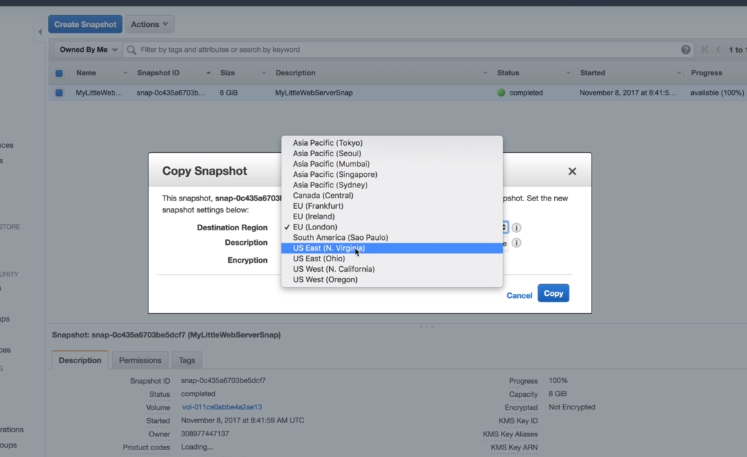 Create Snapshot Actions
Owned By Me Filter by tags and attributes or search by keyword 1 to 1
Name Snapshot ID Size Description Status Started Progress
MyLittleWeb... snap-0c435a6703b... 8 GiB MyLittleWebServerSnap completed November 8, 2017 at 8:41:5... available (100%)
Copy Snapshot
This snapshot, snap-0c435a6703 pshot. Set the new
snapshot settings below:
Destination Region
Description
Encryption
Asia Pacific (Tokyo)
Asia Pacific (Seoul)
Asia Pacific (Mumbai)
Asia Pacific (Singapore)
Asia Pacific (Sydney)
Canada (Central)
EU (Frankfurt)
EU (Ireland)
✓ EU (London)
South America (Sao Paulo)
US East (N. Virginia)
US East (Ohio)
US West (N. California)
US West (Oregon)
Cancel Copy
nces
s
STORE
URITY
s
ups
ces
G
rations
oups
Snapshot: snap-0c435a6703be5dcf7 (MyLittleWebServerSnap)
Description Permissions Tags
Snapshot ID snap-0c435a6703be5dcf7 Progress 100%
Status completed Capacity 8 GiB
Volume vol-011ce0abbe4a2ae13 Encrypted Not Encrypted
Started November 8, 2017 at 8:41:59 AM UTC KMS Key ID
Owner 308977447137 KMS Key Aliases
Product codes Loading... KMS Key ARN